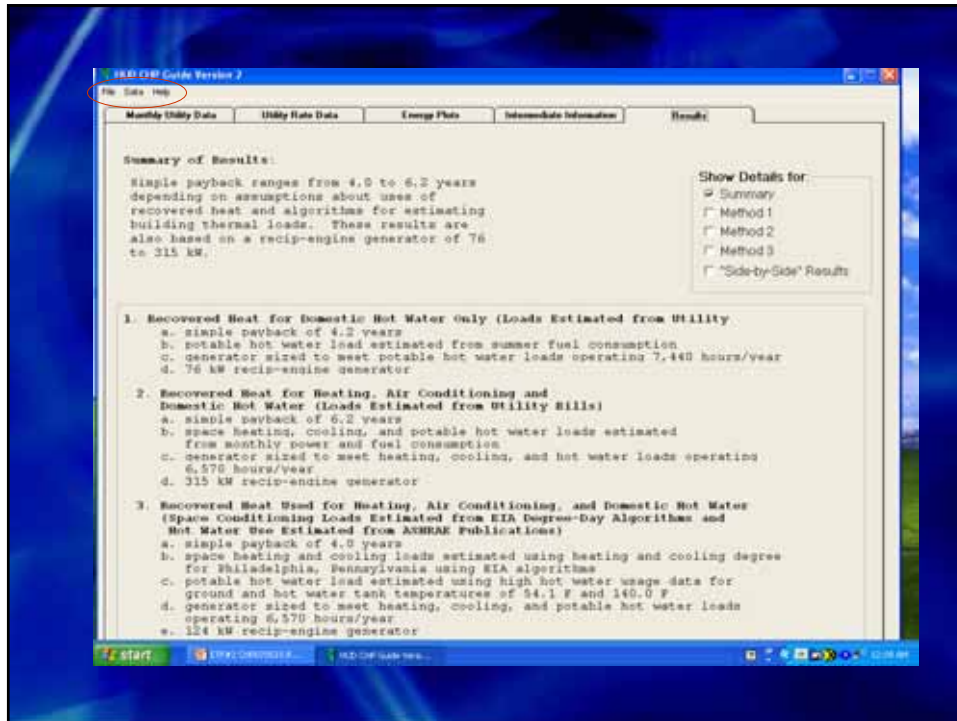 HUD CHP Guide Version 2
File Data Help
Monthly Utility Data
Utility Rate Data
Energy Plots
Intermediate Information
Results
Summary of Results:
Simple payback ranges from 4.0 to 6.2 years
depending on assumptions about uses of
recovered heat and algorithms for estimating
building thermal loads. These results are
also based on a recip-engine generator of 76
to 315 kW.
Show Details for:
Summary
Method 1
Method 2
Method 3
"Side-by-Side" Results
1. Recovered Heat for Domestic Hot Water Only (Loads Estimated from Utility
a. simple payback of 4.2 years
b. potable hot water load estimated from summer fuel consumption
c. generator sized to meet potable hot water loads operating 7,440 hours/year
d. 76 kW recip-engine generator
2. Recovered Heat for Heating, Air Conditioning and
Domestic Hot Water (Loads Estimated from Utility Bills)
a. simple payback of 6.2 years
b. space heating, cooling, and potable hot water loads estimated
from monthly power and fuel consumption
c. generator sized to meet heating, cooling, and hot water loads operating
6,570 hours/year
d. 315 kW recip-engine generator
3. Recovered Heat Used for Heating, Air Conditioning, and Domestic Hot Water
(Space Conditioning Loads Estimated from EIA Degree-Day Algorithms and
Hot Water Use Estimated from ASHRAE Publications)
a. simple payback of 4.0 years
b. space heating and cooling loads estimated using heating and cooling degree
for Philadelphia, Pennsylvania using EIA algorithms
c. potable hot water load estimated using high hot water usage data for
ground and hot water tank temperatures of 54.1 F and 140.0 F
d. generator sized to meet heating, cooling, and potable hot water loads
operating 6,570 hours/year
e. 124 kW recip-engine generator
start
HUD CHP Guide Vers...
AM